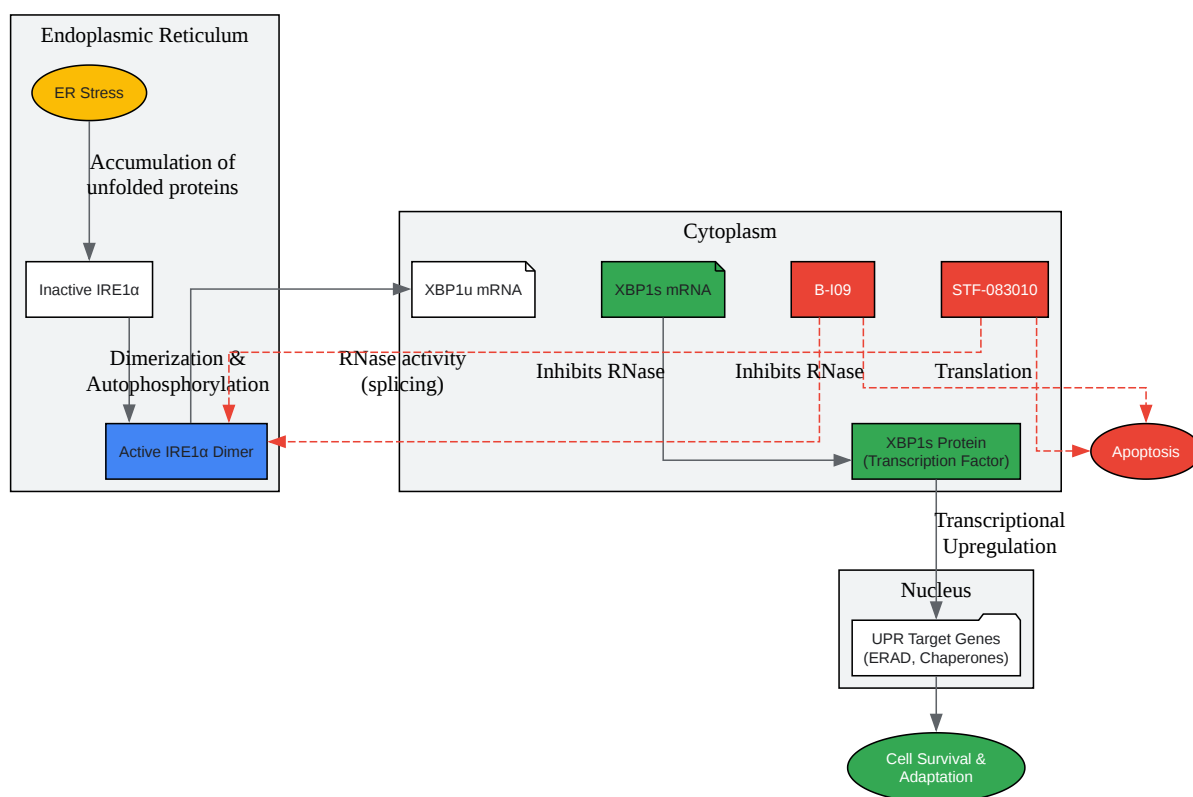 Endoplasmic Reticulum
ER Stress
Accumulation of
unfolded proteins
Inactive IRE1α
Dimerization &
Autophosphorylation
Active IRE1α Dimer
RNase activity
(splicing)
Cytoplasm
XBP1u mRNA
XBP1s mRNA
B-I09
STF-083010
Inhibits RNase
Inhibits RNase
Translation
XBP1s Protein
(Transcription Factor)
Apoptosis
Transcriptional
Upregulation
Nucleus
UPR Target Genes
(ERAD, Chaperones)
Cell Survival &
Adaptation